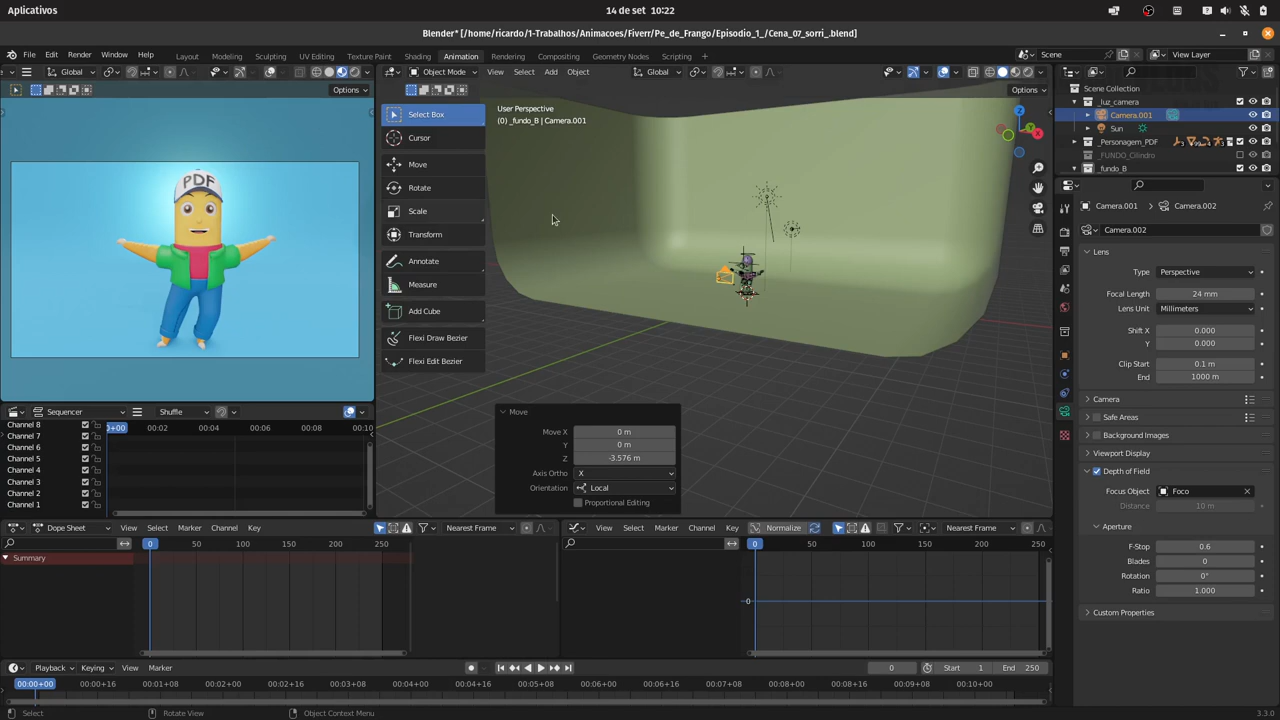 Aplicativos
14 de set 10:22
Blender* [/home/ricardo/1-Trabalhos/Animacoes/Fiverr/Pe_de_Frango/Episodio_1_/Cena_07_sorri_.blend]
File Edit Render Window Help Layout Modeling Sculpting UV Editing Texture Paint Shading Animation Rendering Compositing Geometry Nodes Scripting + Scene View Layer
Global Object Mode View Select Add Object Global
Options Options
Scene Collection
_luz_camera
Camera.001
Sun
_Personagem_PDF
_FUNDO_Cilindro
fundo_B
Select Box
Cursor
Move
Rotate
Scale
Transform
Annotate
Measure
Add Cube
Flexi Draw Bezier
Flexi Edit Bezier
User Perspective
(0) _fundo_B | Camera.001
Z
X
PDF
Camera.001 Camera.002
Camera.002
Lens
Type Perspective
Focal Length 24 mm
Lens Unit Millimeters
Shift X 0.000
Y 0.000
Clip Start 0.1 m
End 1000 m
Camera
Safe Areas
Background Images
Viewport Display
Depth of Field
Focus Object Foco
Distance 10 m
Aperture
F-Stop 0.6
Blades 0
Rotation 0°
Ratio 1.000
Custom Properties
Move
Move X 0 m
Y 0 m
Z -3.576 m
Axis Ortho X
Orientation Local
Proportional Editing
Sequencer Shuffle
0+00 00:02 00:04 00:06 00:08 00:10
Channel 8
Channel 7
Channel 6
Channel 5
Channel 4
Channel 3
Channel 2
Channel 1
Dope Sheet View Select Marker Channel Key Nearest Frame
0 50 100 150 200 250
Summary
View Select Marker Channel Key Normalize Nearest Frame
0 50 100 150 200 250
0
Playback Keying View Marker 0 Start 1 End 250
00:00+00 00:00+16 00:01+08 00:02+00 00:02+16 00:03+08 00:04+00 00:04+16 00:05+08 00:06+00 00:06+16 00:07+08 00:08+00 00:08+16 00:09+08 00:10+00
Select Rotate View Object Context Menu 3.3.0